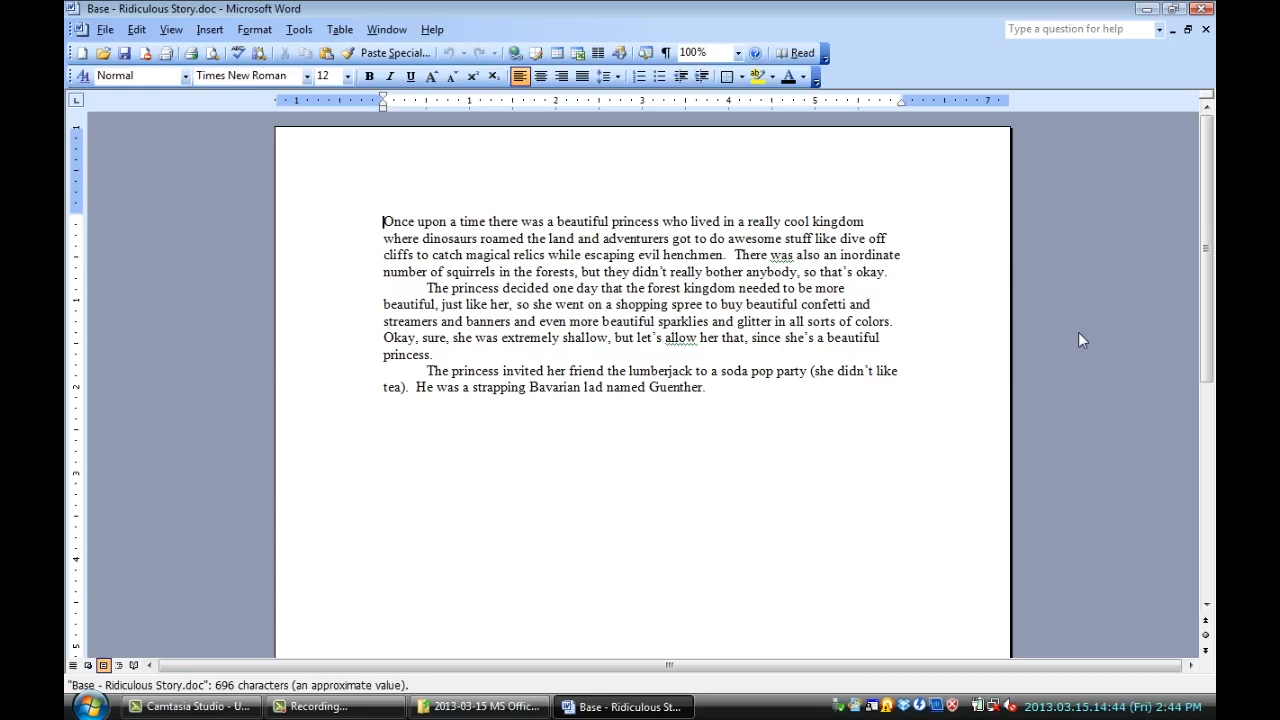 Base - Ridiculous Story.doc - Microsoft Word
File Edit View Insert Format Tools Table Window Help
Type a question for help
Paste Special... 100% Read
Normal Times New Roman 12 B I U
1 1 2 3 4 5 7
Once upon a time there was a beautiful princess who lived in a really cool kingdom
where dinosaurs roamed the land and adventurers got to do awesome stuff like dive off
cliffs to catch magical relics while escaping evil henchmen.  There was also an inordinate
number of squirrels in the forests, but they didn't really bother anybody, so that's okay.
The princess decided one day that the forest kingdom needed to be more
beautiful, just like her, so she went on a shopping spree to buy beautiful confetti and
streamers and banners and even more beautiful sparklies and glitter in all sorts of colors.
Okay, sure, she was extremely shallow, but let's allow her that, since she's a beautiful
princess.
The princess invited her friend the lumberjack to a soda pop party (she didn't like
tea).  He was a strapping Bavarian lad named Guenther.
"Base - Ridiculous Story.doc": 696 characters (an approximate value).
Camtasia Studio - U... Recording... 2013-03-15 MS Offic... Base - Ridiculous St... 2013.03.15.14:44 (Fri) 2:44 PM